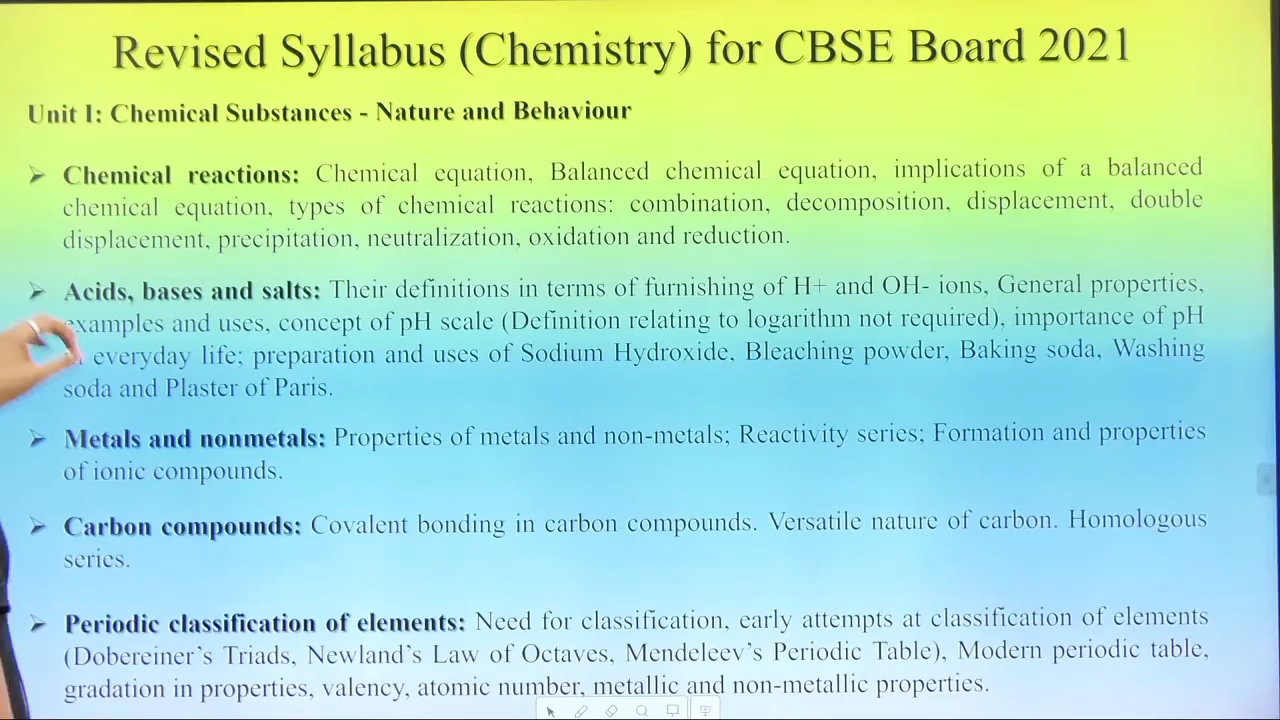 Revised Syllabus (Chemistry) for CBSE Board 2021
Unit I: Chemical Substances - Nature and Behaviour
➢ Chemical reactions: Chemical equation, Balanced chemical equation, implications of a balanced
chemical equation, types of chemical reactions: combination, decomposition, displacement, double
displacement, precipitation, neutralization, oxidation and reduction.
➢ Acids, bases and salts: Their definitions in terms of furnishing of H+ and OH- ions, General properties,
examples and uses, concept of pH scale (Definition relating to logarithm not required), importance of pH
everyday life; preparation and uses of Sodium Hydroxide, Bleaching powder, Baking soda, Washing
soda and Plaster of Paris.
➢ Metals and nonmetals: Properties of metals and non-metals; Reactivity series; Formation and properties
of ionic compounds.
➢ Carbon compounds: Covalent bonding in carbon compounds. Versatile nature of carbon. Homologous
series.
➢ Periodic classification of elements: Need for classification, early attempts at classification of elements
(Dobereiner's Triads, Newland's Law of Octaves, Mendeleev's Periodic Table), Modern periodic table,
gradation in properties, valency, atomic number, metallic and non-metallic properties.